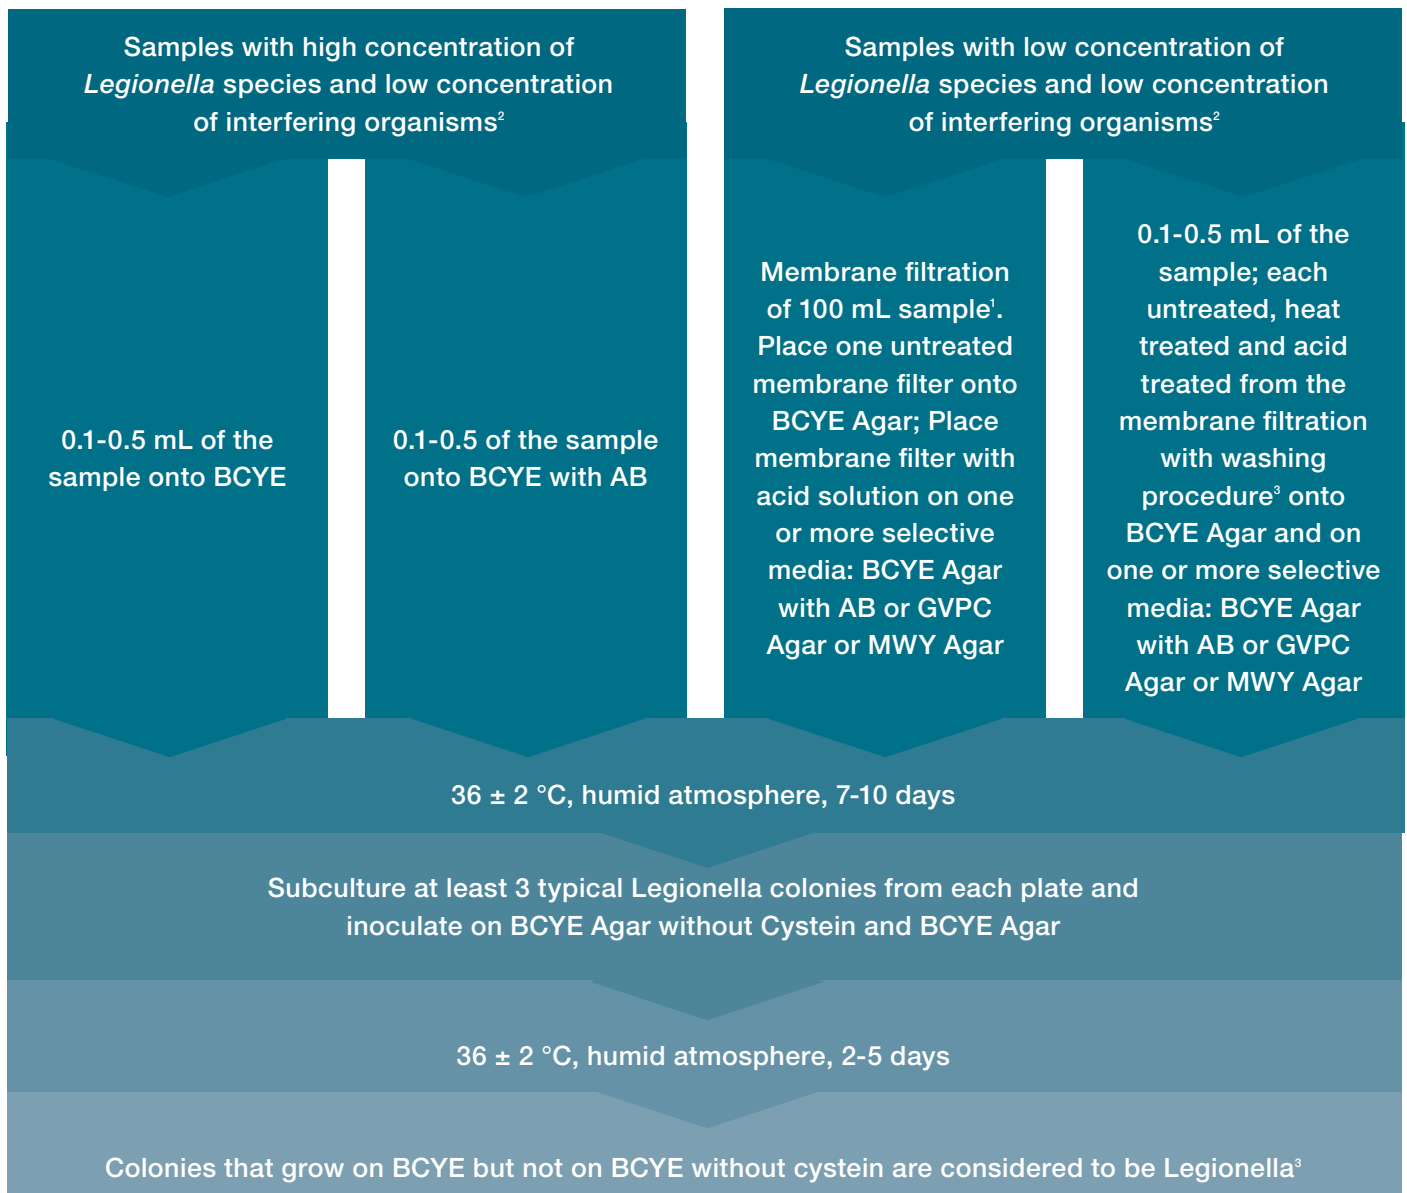 Samples with high concentration of
Legionella species and low concentration
of interfering organisms²
Samples with low concentration of
Legionella species and low concentration
of interfering organisms²
0.1-0.5 mL of the
sample onto BCYE
0.1-0.5 of the sample
onto BCYE with AB
Membrane filtration
of 100 mL sample¹.
Place one untreated
membrane filter onto
BCYE Agar; Place
membrane filter with
acid solution on one
or more selective
media: BCYE Agar
with AB or GVPC
Agar or MWY Agar
0.1-0.5 mL of the
sample; each
untreated, heat
treated and acid
treated from the
membrane filtration
with washing
procedure³ onto
BCYE Agar and on
one or more selective
media: BCYE Agar
with AB or GVPC
Agar or MWY Agar
36 ± 2 °C, humid atmosphere, 7-10 days
Subculture at least 3 typical Legionella colonies from each plate and
inoculate on BCYE Agar without Cystein and BCYE Agar
36 ± 2 °C, humid atmosphere, 2-5 days
Colonies that grow on BCYE but not on BCYE without cystein are considered to be Legionella³